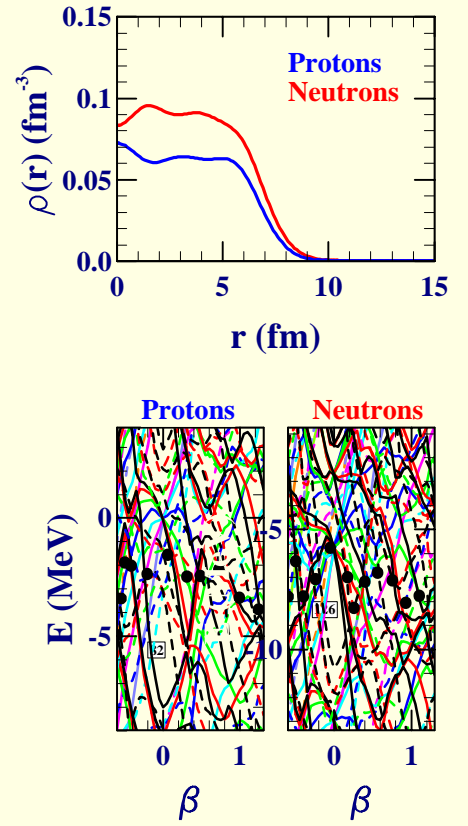 0.15
Protons
Neutrons
0.10
0.05
0.0
ρ(r) (fm⁻³)
0 5 10 15
r (fm)
Protons Neutrons
0 5
-5 0
E (MeV)
0 1 0 1
β β